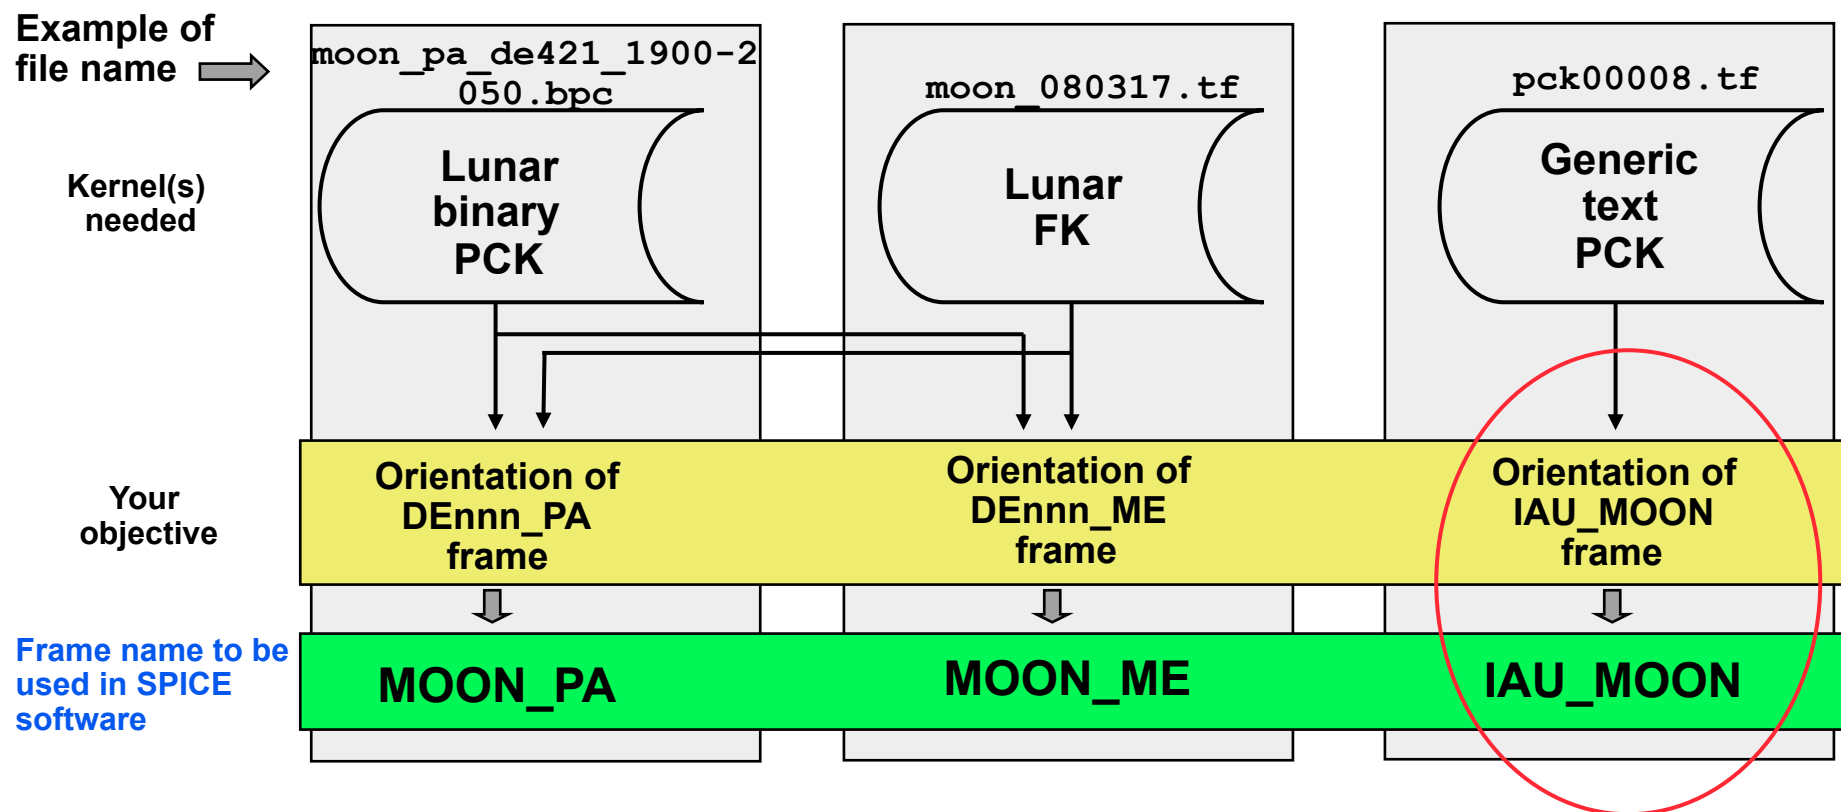 Example of
file name
moon_pa_de421_1900-2
050.bpc
moon_080317.tf
pck00008.tf
Kernel(s)
needed
Lunar
binary
PCK
Lunar
FK
Generic
text
PCK
Your
objective
Orientation of
DEnnn_PA
frame
Orientation of
DEnnn_ME
frame
Orientation of
IAU_MOON
frame
Frame name to be
used in SPICE
software
MOON_PA
MOON_ME
IAU_MOON